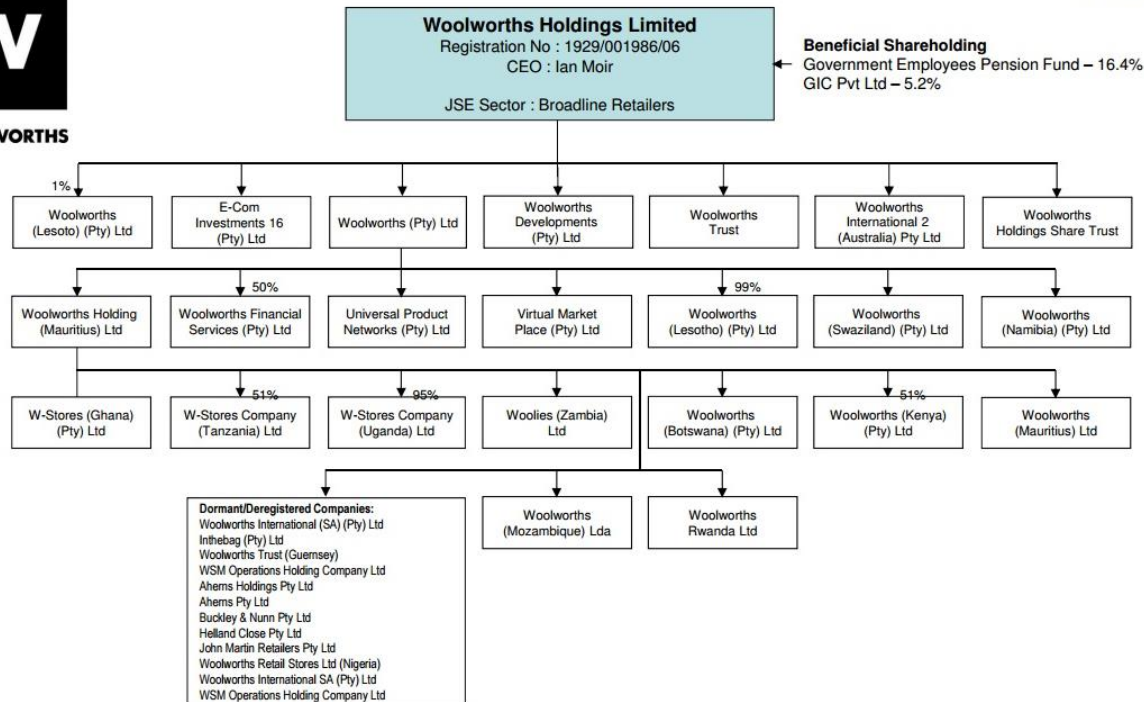 W
WORTHS
Woolworths Holdings Limited
Registration No : 1929/001986/06
CEO : Ian Moir
JSE Sector : Broadline Retailers
Beneficial Shareholding
Government Employees Pension Fund – 16.4%
GIC Pvt Ltd – 5.2%
1%
Woolworths
(Lesoto) (Pty) Ltd
E-Com
Investments 16
(Pty) Ltd
Woolworths (Pty) Ltd
Woolworths
Developments
(Pty) Ltd
Woolworths
Trust
Woolworths
International 2
(Australia) Pty Ltd
Woolworths
Holdings Share Trust
Woolworths Holding
(Mauritius) Ltd
50%
Woolworths Financial
Services (Pty) Ltd
Universal Product
Networks (Pty) Ltd
Virtual Market
Place (Pty) Ltd
99%
Woolworths
(Lesotho) (Pty) Ltd
Woolworths
(Swaziland) (Pty) Ltd
Woolworths
(Namibia) (Pty) Ltd
W-Stores (Ghana)
(Pty) Ltd
51%
W-Stores Company
(Tanzania) Ltd
95%
W-Stores Company
(Uganda) Ltd
Woolies (Zambia)
Ltd
Woolworths
(Botswana) (Pty) Ltd
51%
Woolworths (Kenya)
(Pty) Ltd
Woolworths
(Mauritius) Ltd
Dormant/Deregistered Companies:
Woolworths International (SA) (Pty) Ltd
Inthebag (Pty) Ltd
Woolworths Trust (Guernsey)
WSM Operations Holding Company Ltd
Aherns Holdings Pty Ltd
Aherns Pty Ltd
Buckley & Nunn Pty Ltd
Helland Close Pty Ltd
John Martin Retailers Pty Ltd
Woolworths Retail Stores Ltd (Nigeria)
Woolworths International SA (Pty) Ltd
WSM Operations Holding Company Ltd
Woolworths
(Mozambique) Lda
Woolworths
Rwanda Ltd